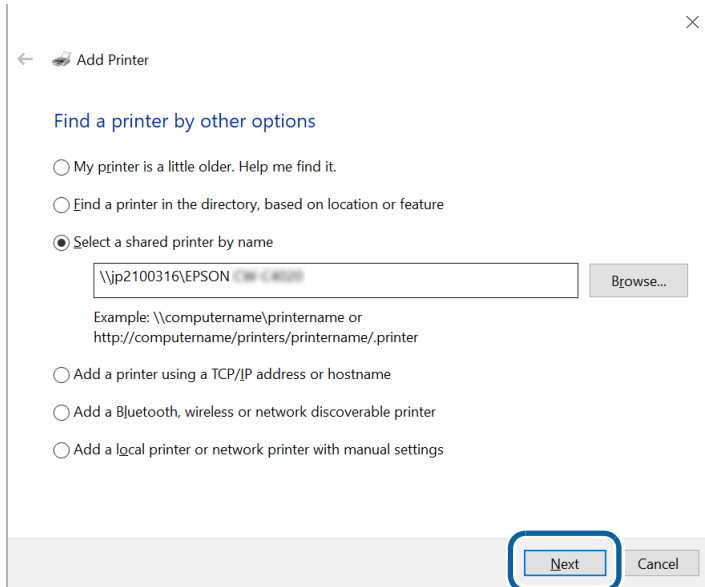 Add Printer
Find a printer by other options
My printer is a little older. Help me find it.
Find a printer in the directory, based on location or feature
Select a shared printer by name
\\jp2100316\EPSON
Browse...
Example: \\computername\printername or
http://computername/printers/printername/.printer
Add a printer using a TCP/IP address or hostname
Add a Bluetooth, wireless or network discoverable printer
Add a local printer or network printer with manual settings
Next
Cancel